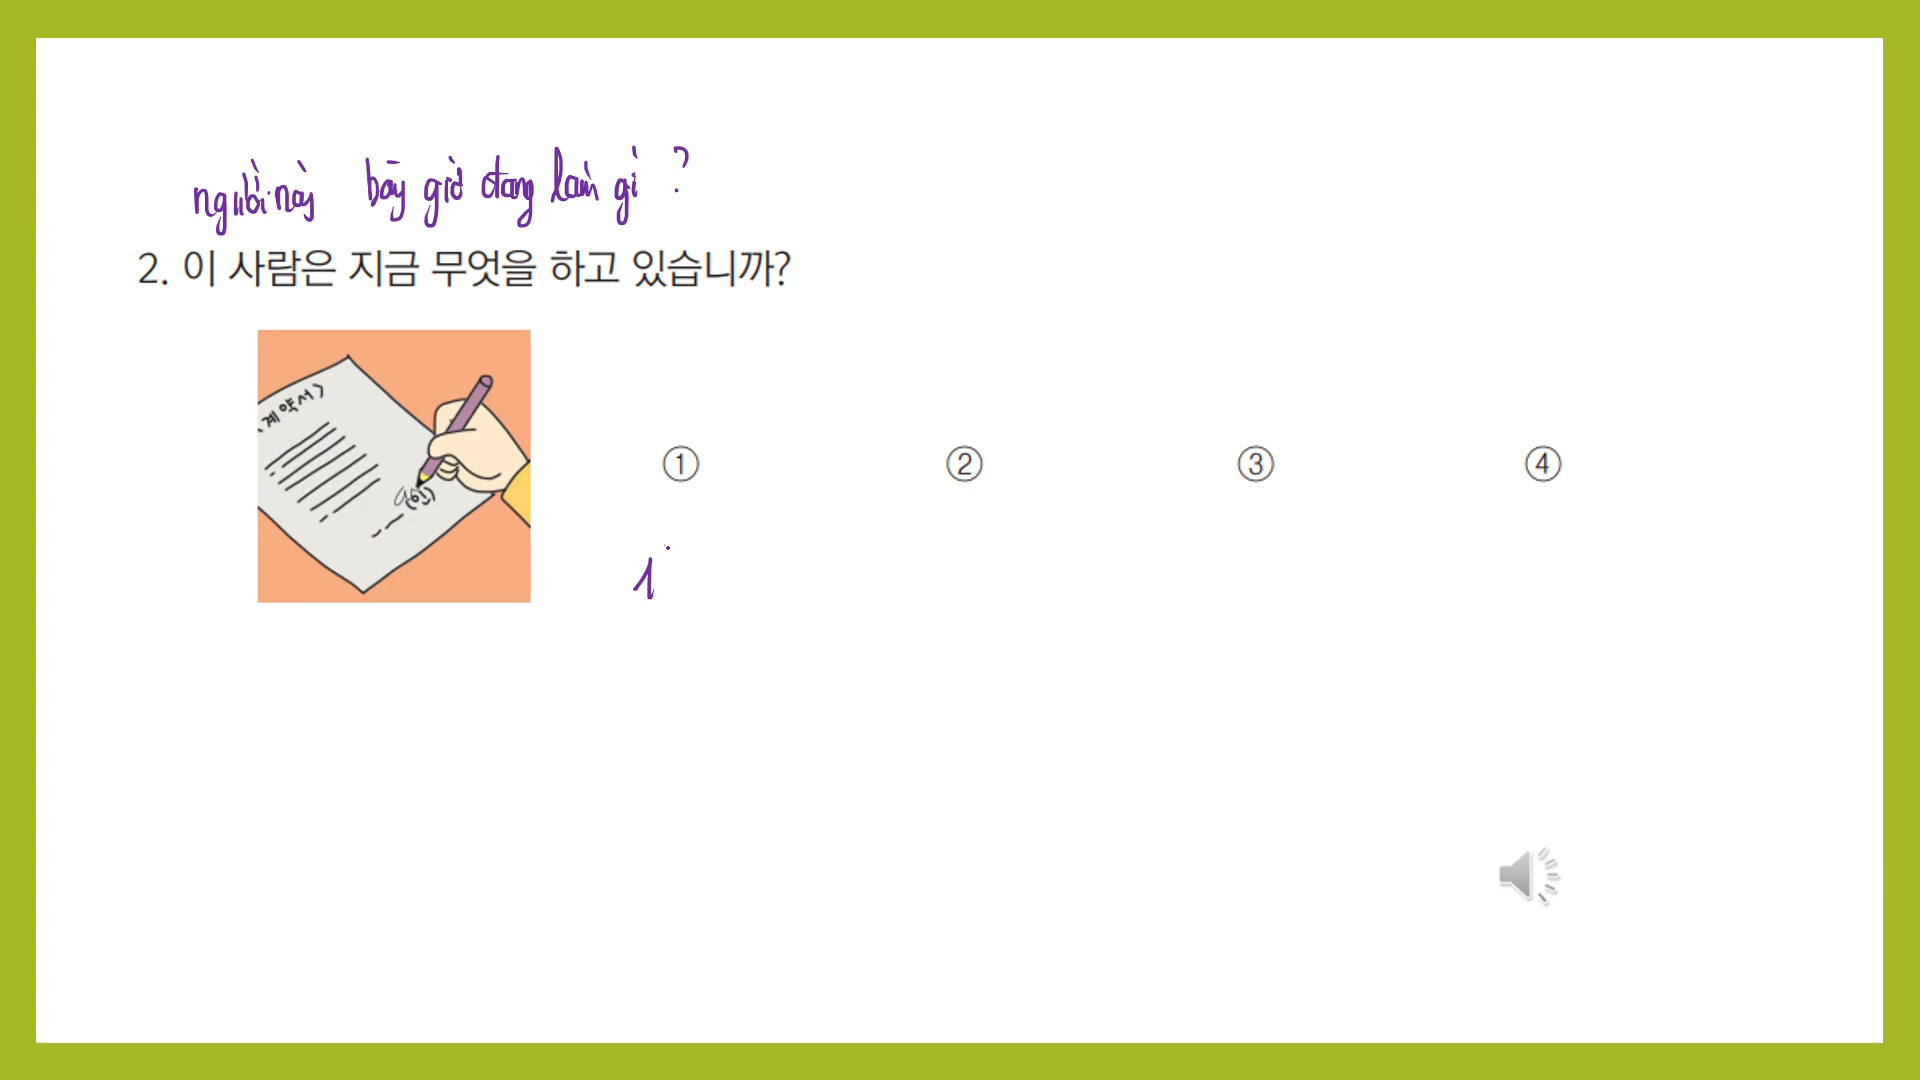 người này bây giờ đang làm gì ?
2. 이 사람은 지금 무엇을 하고 있습니까?
계약서)
(인)
① ② ③ ④
1